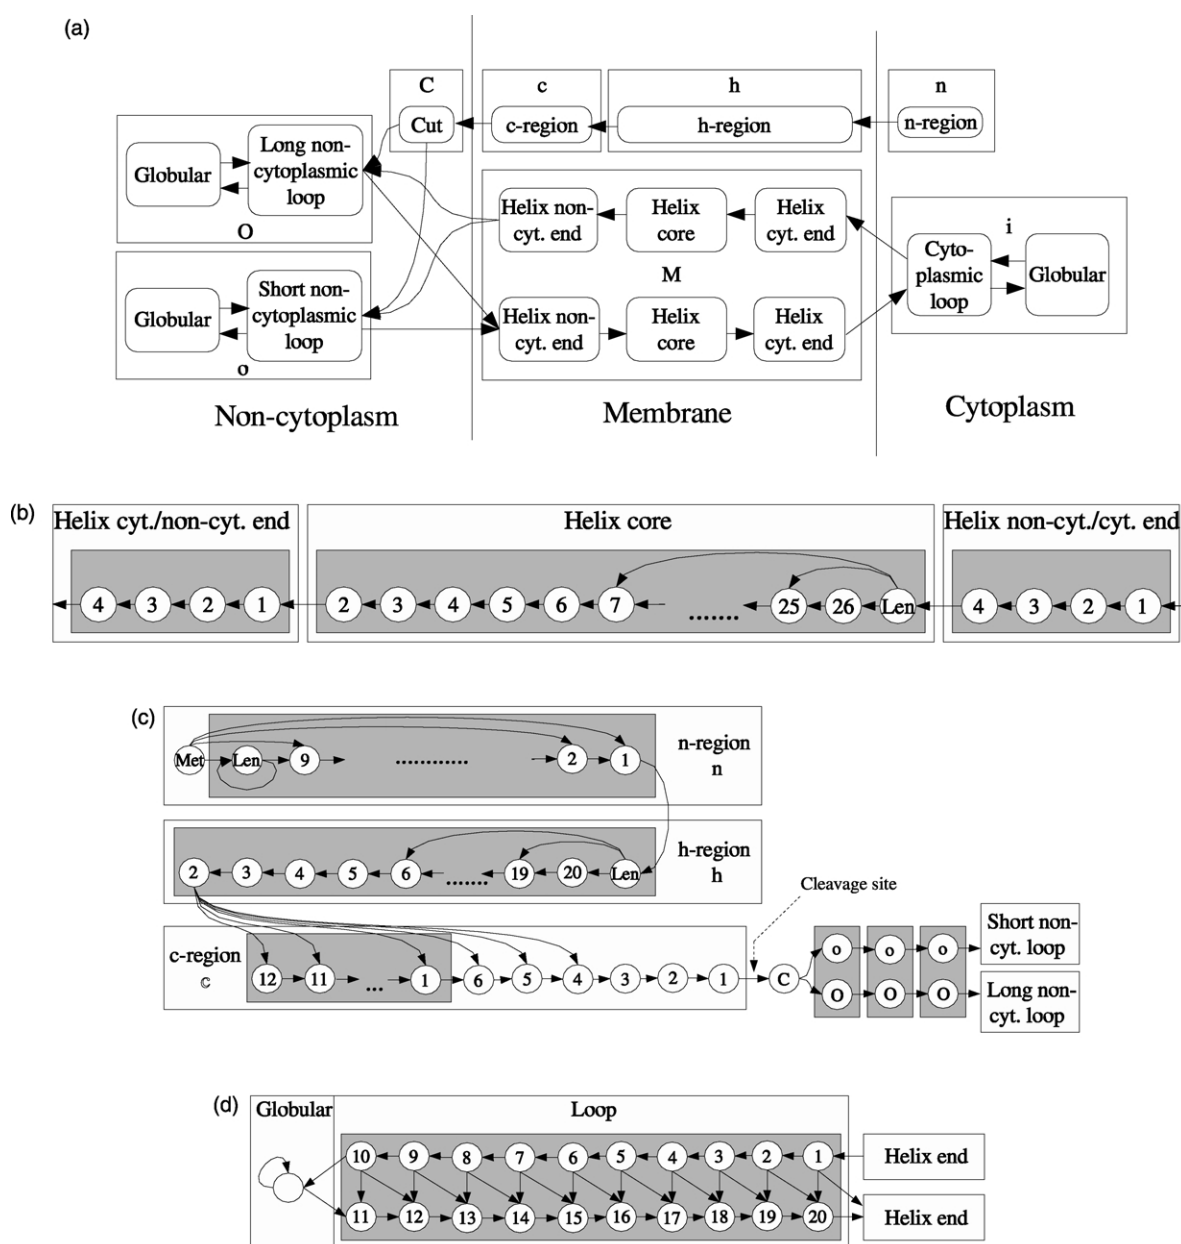 (a)
C
c
h
n
Cut
c-region
h-region
n-region
Globular
Long non-
cytoplasmic
loop
O
Globular
Short non-
cytoplasmic
loop
o
Helix non-
cyt. end
Helix
core
Helix
cyt. end
M
Helix non-
cyt. end
Helix
core
Helix
cyt. end
i
Cyto-
plasmic
loop
Globular
Non-cytoplasm
Membrane
Cytoplasm
(b)
Helix cyt./non-cyt. end
Helix core
Helix non-cyt./cyt. end
4 3 2 1
2 3 4 5 6 7 ....... 25 26 Len
4 3 2 1
(c)
Met Len 9 ............ 2 1
n-region
n
2 3 4 5 6 ....... 19 20 Len
h-region
h
Cleavage site
c-region
ℂ
12 11 ... 1 6 5 4 3 2 1
C
o o o
O O O
Short non-
cyt. loop
Long non-
cyt. loop
(d)
Globular
Loop
10 9 8 7 6 5 4 3 2 1
Helix end
11 12 13 14 15 16 17 18 19 20
Helix end